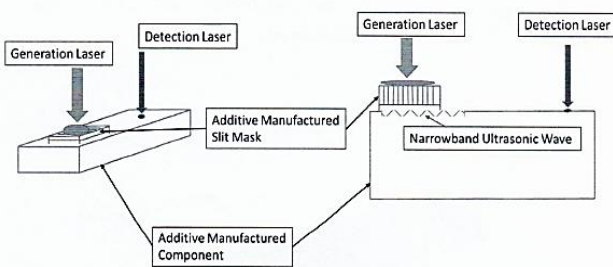 Generation Laser
Detection Laser
Generation Laser
Detection Laser
Additive Manufactured
Slit Mask
Narrowband Ultrasonic Wave
Additive Manufactured
Component